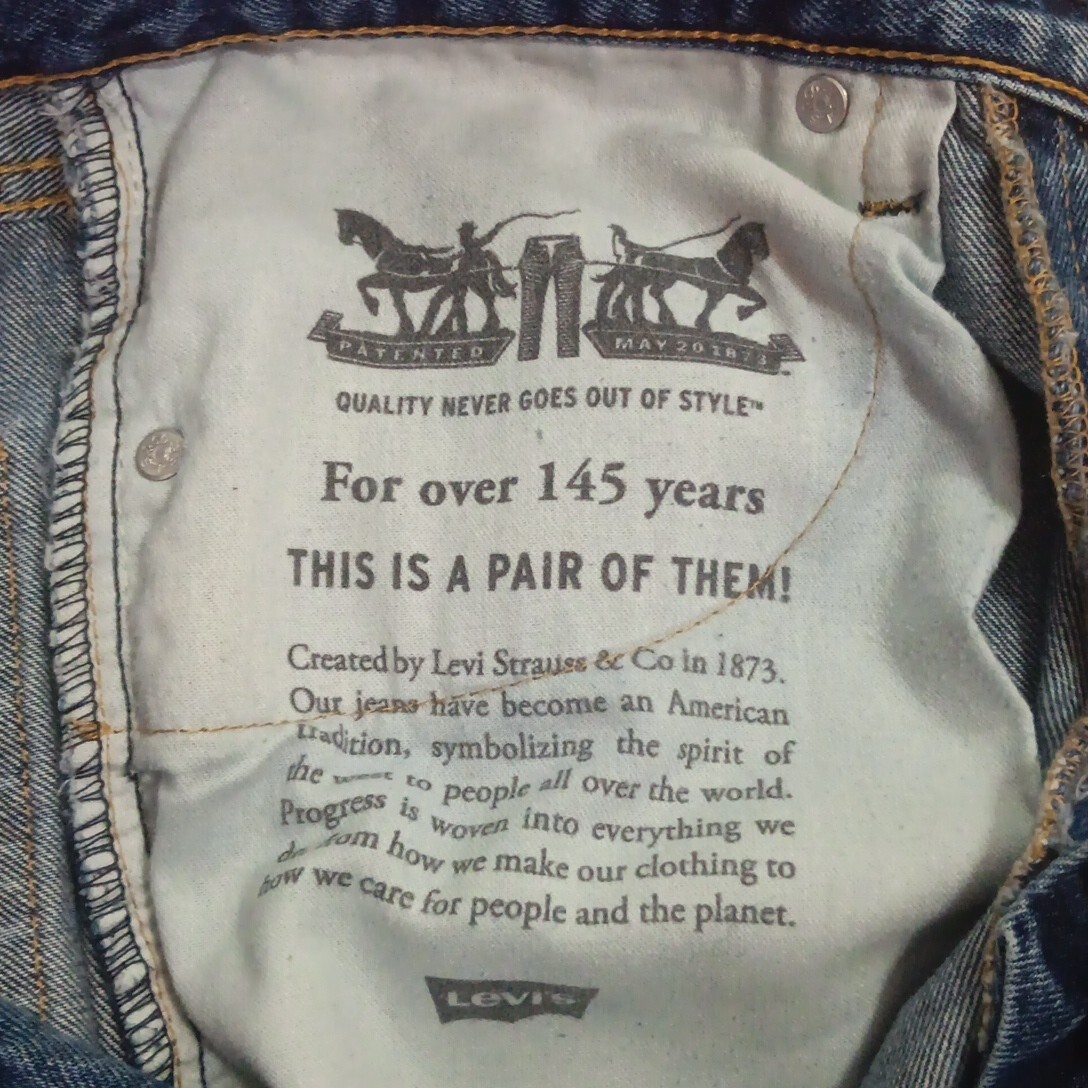 PATENTED MAY 20 1873
QUALITY NEVER GOES OUT OF STYLE™
For over 145 years
THIS IS A PAIR OF THEM!
Created by Levi Strauss & Co in 1873.
Our jeans have become an American
tradition, symbolizing the spirit of
the to people all over the world.
Progress is woven into everything we
from how we make our clothing to
how we care for people and the planet.
Levi's